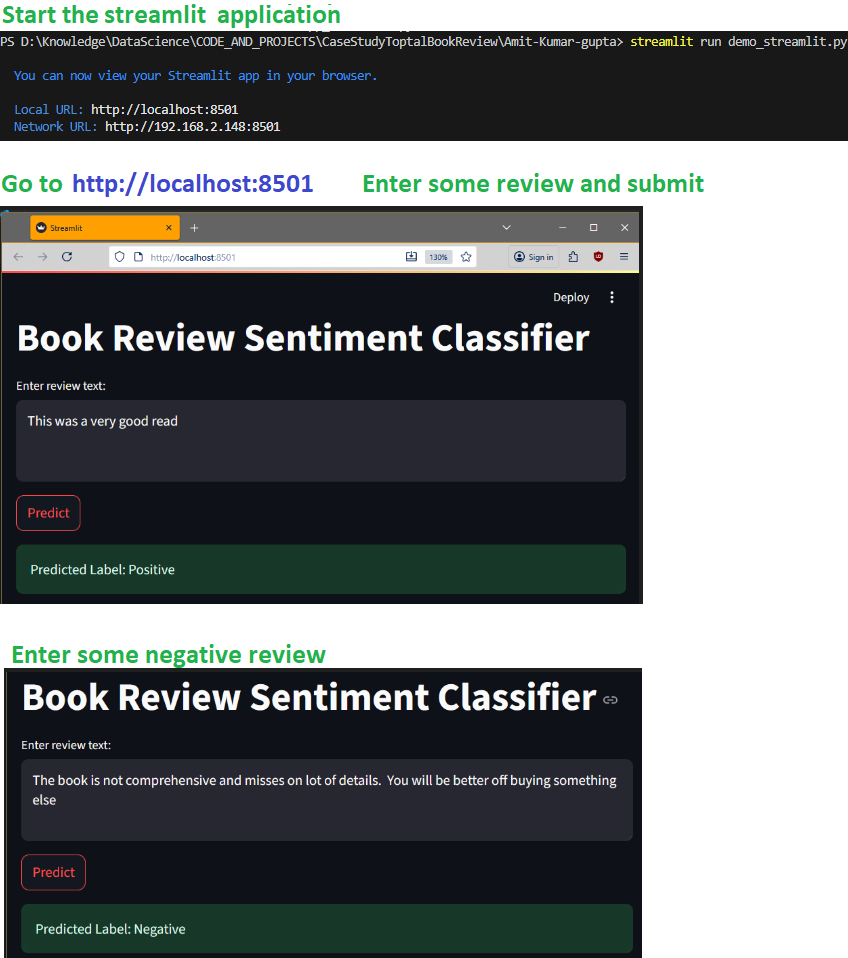 Start the streamlit application
PS D:\Knowledge\DataScience\CODE_AND_PROJECTS\CaseStudyToptalBookReview\Amit-Kumar-gupta> streamlit run demo_streamlit.py
You can now view your Streamlit app in your browser.
Local URL: http://localhost:8501
Network URL: http://192.168.2.148:8501
Go to http://localhost:8501 Enter some review and submit
Streamlit
http://localhost:8501 130% Sign in
Deploy
Book Review Sentiment Classifier
Enter review text:
This was a very good read
Predict
Predicted Label: Positive
Enter some negative review
Book Review Sentiment Classifier
Enter review text:
The book is not comprehensive and misses on lot of details. You will be better off buying something
else
Predict
Predicted Label: Negative